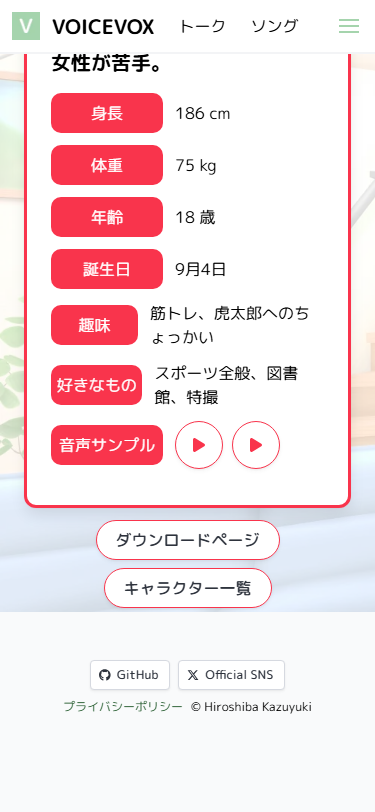 V VOICEVOX トーク ソング
女性が苦手。
身長 186 cm
体重 75 kg
年齢 18 歳
誕生日 9月4日
趣味 筋トレ、虎太郎へのち
ょっかい
好きなもの スポーツ全般、図書
館、特撮
音声サンプル
ダウンロードページ
キャラクター一覧
GitHub Official SNS
プライバシーポリシー © Hiroshiba Kazuyuki